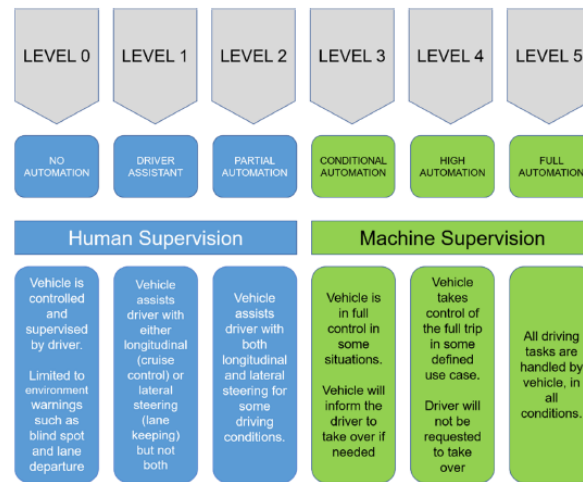 LEVEL 0
LEVEL 1
LEVEL 2
LEVEL 3
LEVEL 4
LEVEL 5
NO
AUTOMATION
DRIVER
ASSISTANT
PARTIAL
AUTOMATION
CONDITIONAL
AUTOMATION
HIGH
AUTOMATION
FULL
AUTOMATION
Human Supervision
Machine Supervision
Vehicle is
controlled
and
supervised
by driver.
Limited to
environment
warnings
such as
blind spot
and lane
departure
Vehicle
assists
driver with
either
longitudinal
(cruise
control) or
lateral
steering
(lane
keeping)
but not
both
Vehicle
assists
driver with
both
longitudinal
and lateral
steering for
some
driving
conditions.
Vehicle is
in full
control in
some
situations.
Vehicle will
inform the
driver to
take over if
needed
Vehicle
takes
control of
the full trip
in some
defined
use case.
Driver will
not be
requested
to take
over
All driving
tasks are
handled by
vehicle, in
all
conditions.